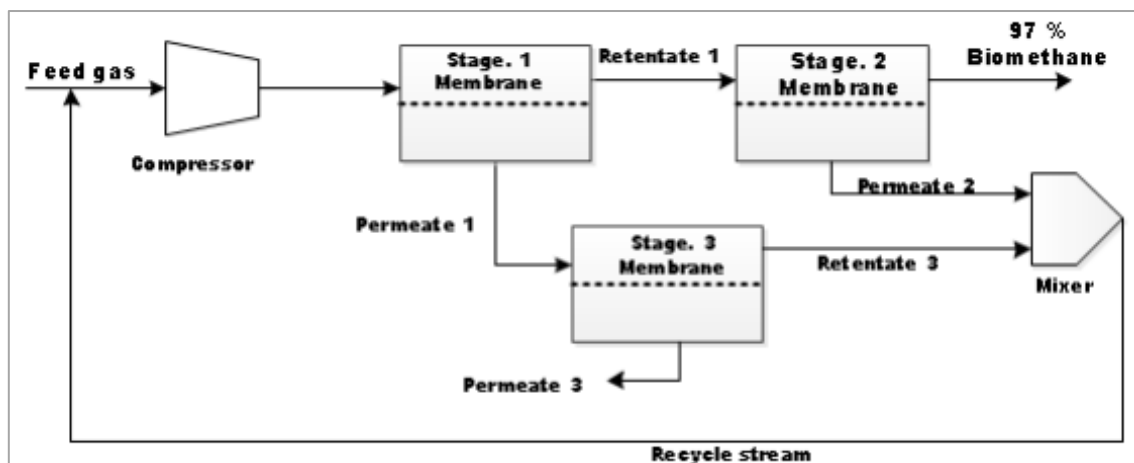 97 %
Biomethane
Feed gas
Stage. 1
Membrane
Retentate 1
Stage. 2
Membrane
Compressor
Permeate 2
Permeate 1
Stage. 3
Membrane
Retentate 3
Mixer
Permeate 3
Recycle stream